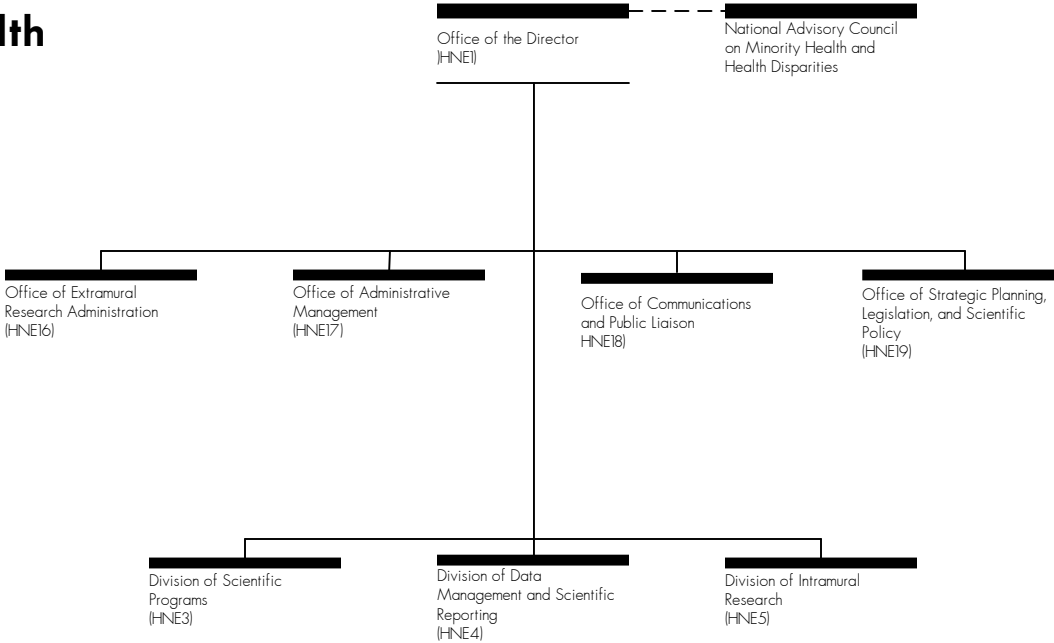 lth
Office of the Director
)HNE1)
National Advisory Council
on Minority Health and
Health Disparities
Office of Extramural
Research Administration
(HNE16)
Office of Administrative
Management
(HNE17)
Office of Communications
and Public Liaison
HNE18)
Office of Strategic Planning,
Legislation, and Scientific
Policy
(HNE19)
Division of Scientific
Programs
(HNE3)
Division of Data
Management and Scientific
Reporting
(HNE4)
Division of Intramural
Research
(HNE5)